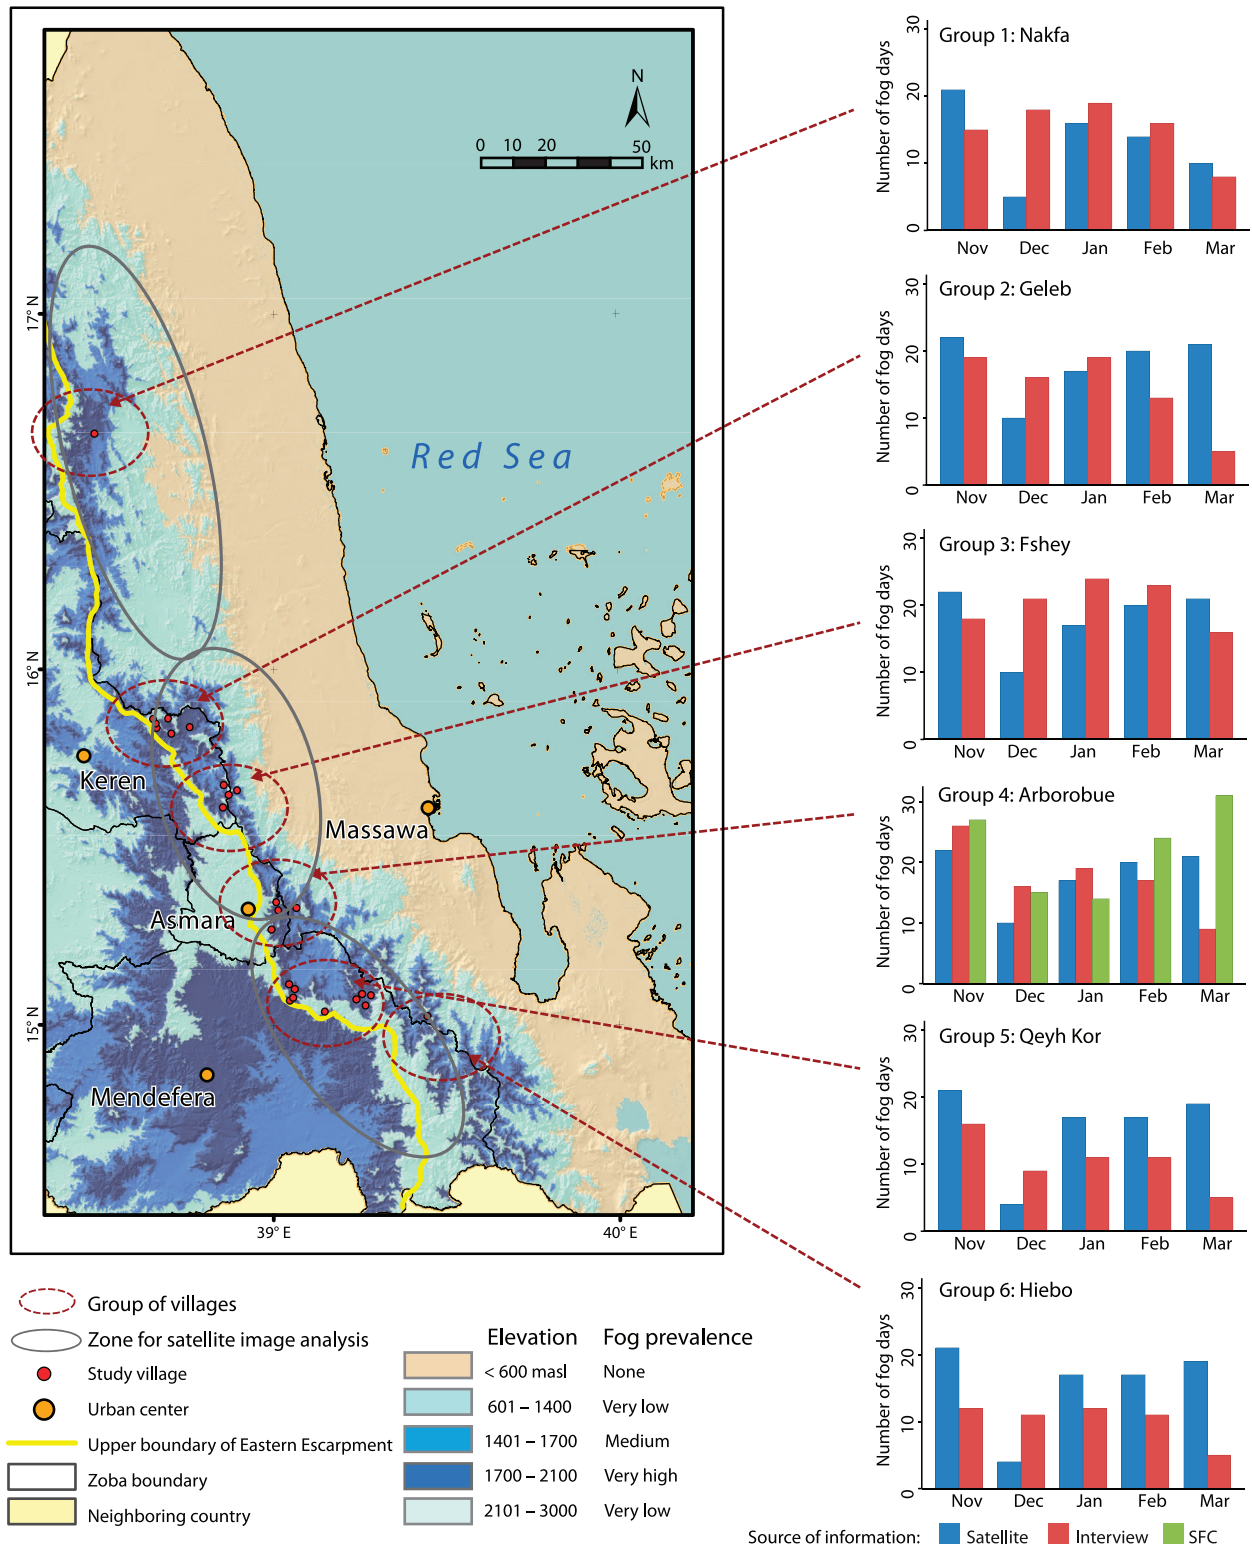 N
0 10 20 50
km
17° N
16° N
15° N
39° E
40° E
Red Sea
Keren
Massawa
Asmara
Mendefera
Group 1: Nakfa
Number of fog days
0 10 20 30
Nov Dec Jan Feb Mar
Group 2: Geleb
Number of fog days
0 10 20 30
Nov Dec Jan Feb Mar
Group 3: Fshey
Number of fog days
0 10 20 30
Nov Dec Jan Feb Mar
Group 4: Arborobue
Number of fog days
0 10 20 30
Nov Dec Jan Feb Mar
Group 5: Qeyh Kor
Number of fog days
0 10 20 30
Nov Dec Jan Feb Mar
Group 6: Hiebo
Number of fog days
0 10 20 30
Nov Dec Jan Feb Mar
Source of information: Satellite Interview SFC
Group of villages
Zone for satellite image analysis
Study village
Urban center
Upper boundary of Eastern Escarpment
Zoba boundary
Neighboring country
Elevation Fog prevalence
< 600 masl None
601 – 1400 Very low
1401 – 1700 Medium
1700 – 2100 Very high
2101 – 3000 Very low